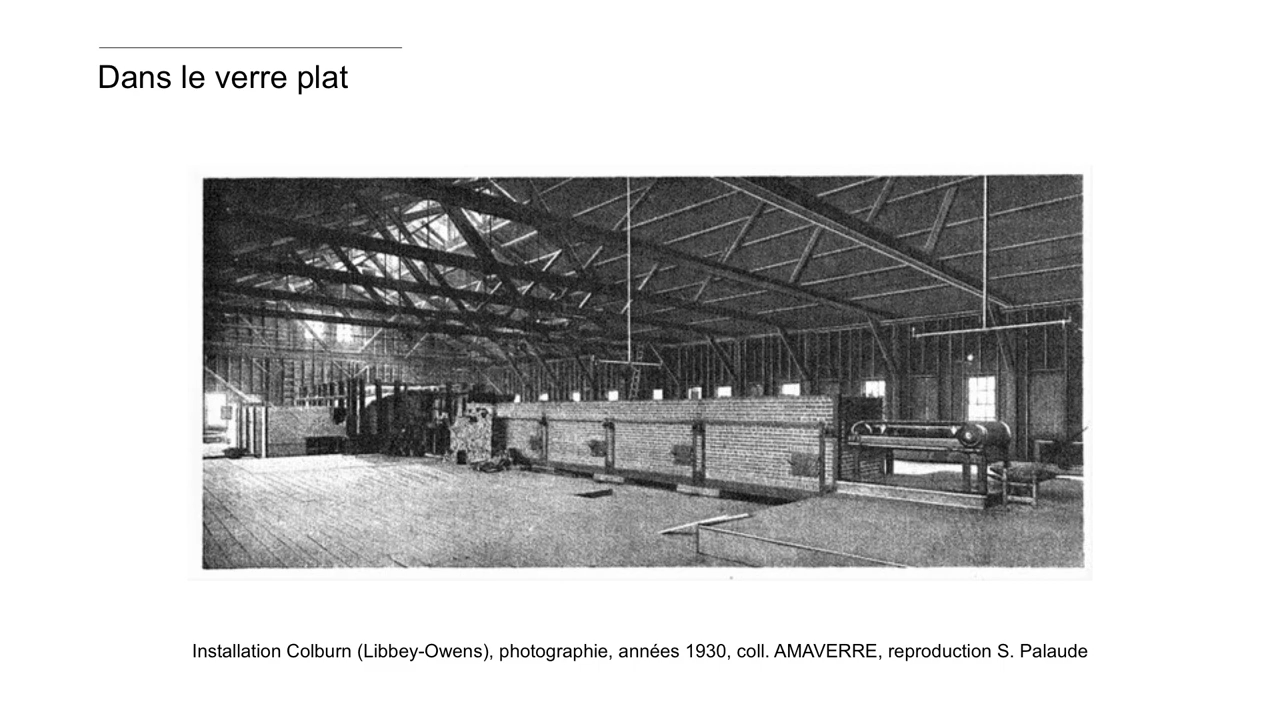 Dans le verre plat
Installation Colburn (Libbey-Owens), photographie, années 1930, coll. AMAVERRE, reproduction S. Palaude